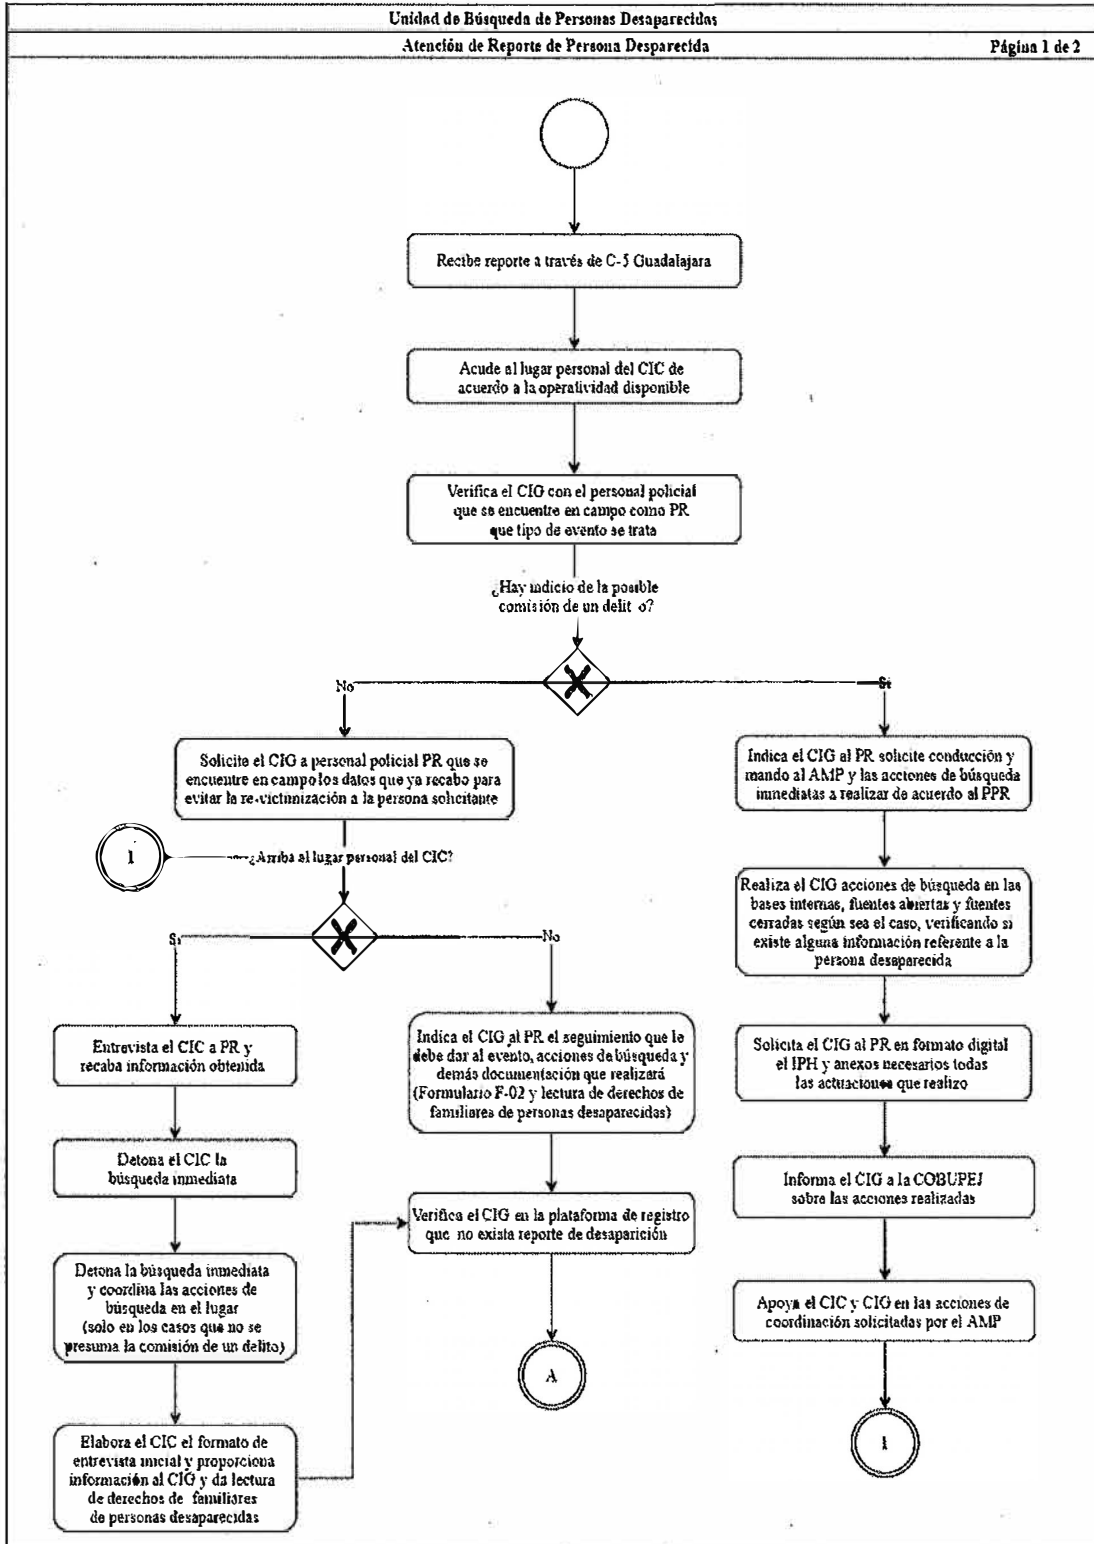 Unidad de Búsqueda de Personas Desaparecidas
Atención de Reporte de Persona Desparecida
Página 1 de 2
Recibe reporte a través de C-5 Guadalajara
Acude al lugar personal del CIC de
acuerdo a la operatividad disponible
Verifica el CIG con el personal policial
que se encuentre en campo como PR
que tipo de evento se trata
¿Hay indicio de la posible
comisión de un delit o?
No
Si
Solicite el CIG a personal policial PR que se
encuentre en campo los datos que ya recabo para
evitar la re-victimización a la persona solicitante
Indica el CIG al PR solicite conducción y
mando al AMP y las acciones de búsqueda
inmediatas a realizar de acuerdo al PPR
1
¿Arriba al lugar personal del CIC?
Realiza el CIG acciones de búsqueda en las
bases internas, fuentes abiertas y fuentes
cerradas según sea el caso, verificando si
existe alguna información referente a la
persona desaparecida
Si
No
Entrevista el CIC a PR y
recaba información obtenida
Indica el CIG al PR el seguimiento que le
debe dar al evento, acciones de búsqueda y
demás documentación que realizará
(Formulario F-02 y lectura de derechos de
familiares de personas desaparecidas)
Solicita el CIG al PR en formato digital
el IPH y anexos necesarios todas
las actuaciones que realizo
Detona el CIC la
búsqueda inmediata
Informa el CIG a la COBUPEJ
sobre las acciones realizadas
Verifica el CIG en la plataforma de registro
que no exista reporte de desaparición
Detona la búsqueda inmediata
y coordina las acciones de
búsqueda en el lugar
(solo en los casos que no se
presuma la comisión de un delito)
Apoya el CIC y CIG en las acciones de
coordinación solicitadas por el AMP
A
1
Elabora el CIC el formato de
entrevista inicial y proporciona
información al CIG y da lectura
de derechos de familiares
de personas desaparecidas